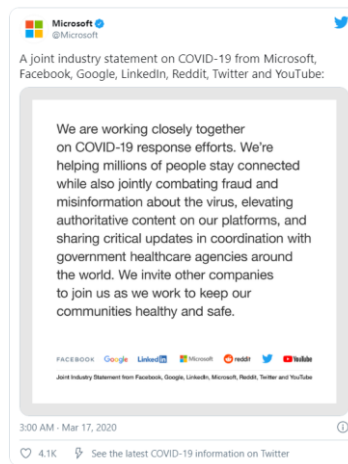 Microsoft
@Microsoft
A joint industry statement on COVID-19 from Microsoft,
Facebook, Google, LinkedIn, Reddit, Twitter and YouTube:
We are working closely together
on COVID-19 response efforts. We're
helping millions of people stay connected
while also jointly combating fraud and
misinformation about the virus, elevating
authoritative content on our platforms, and
sharing critical updates in coordination with
government healthcare agencies around
the world. We invite other companies
to join us as we work to keep our
communities healthy and safe.
FACEBOOK Google LinkedIn Microsoft reddit YouTube
Joint Industry Statement from Facebook, Google, LinkedIn, Microsoft, Reddit, Twitter and YouTube
3:00 AM · Mar 17, 2020
4.1K See the latest COVID-19 information on Twitter